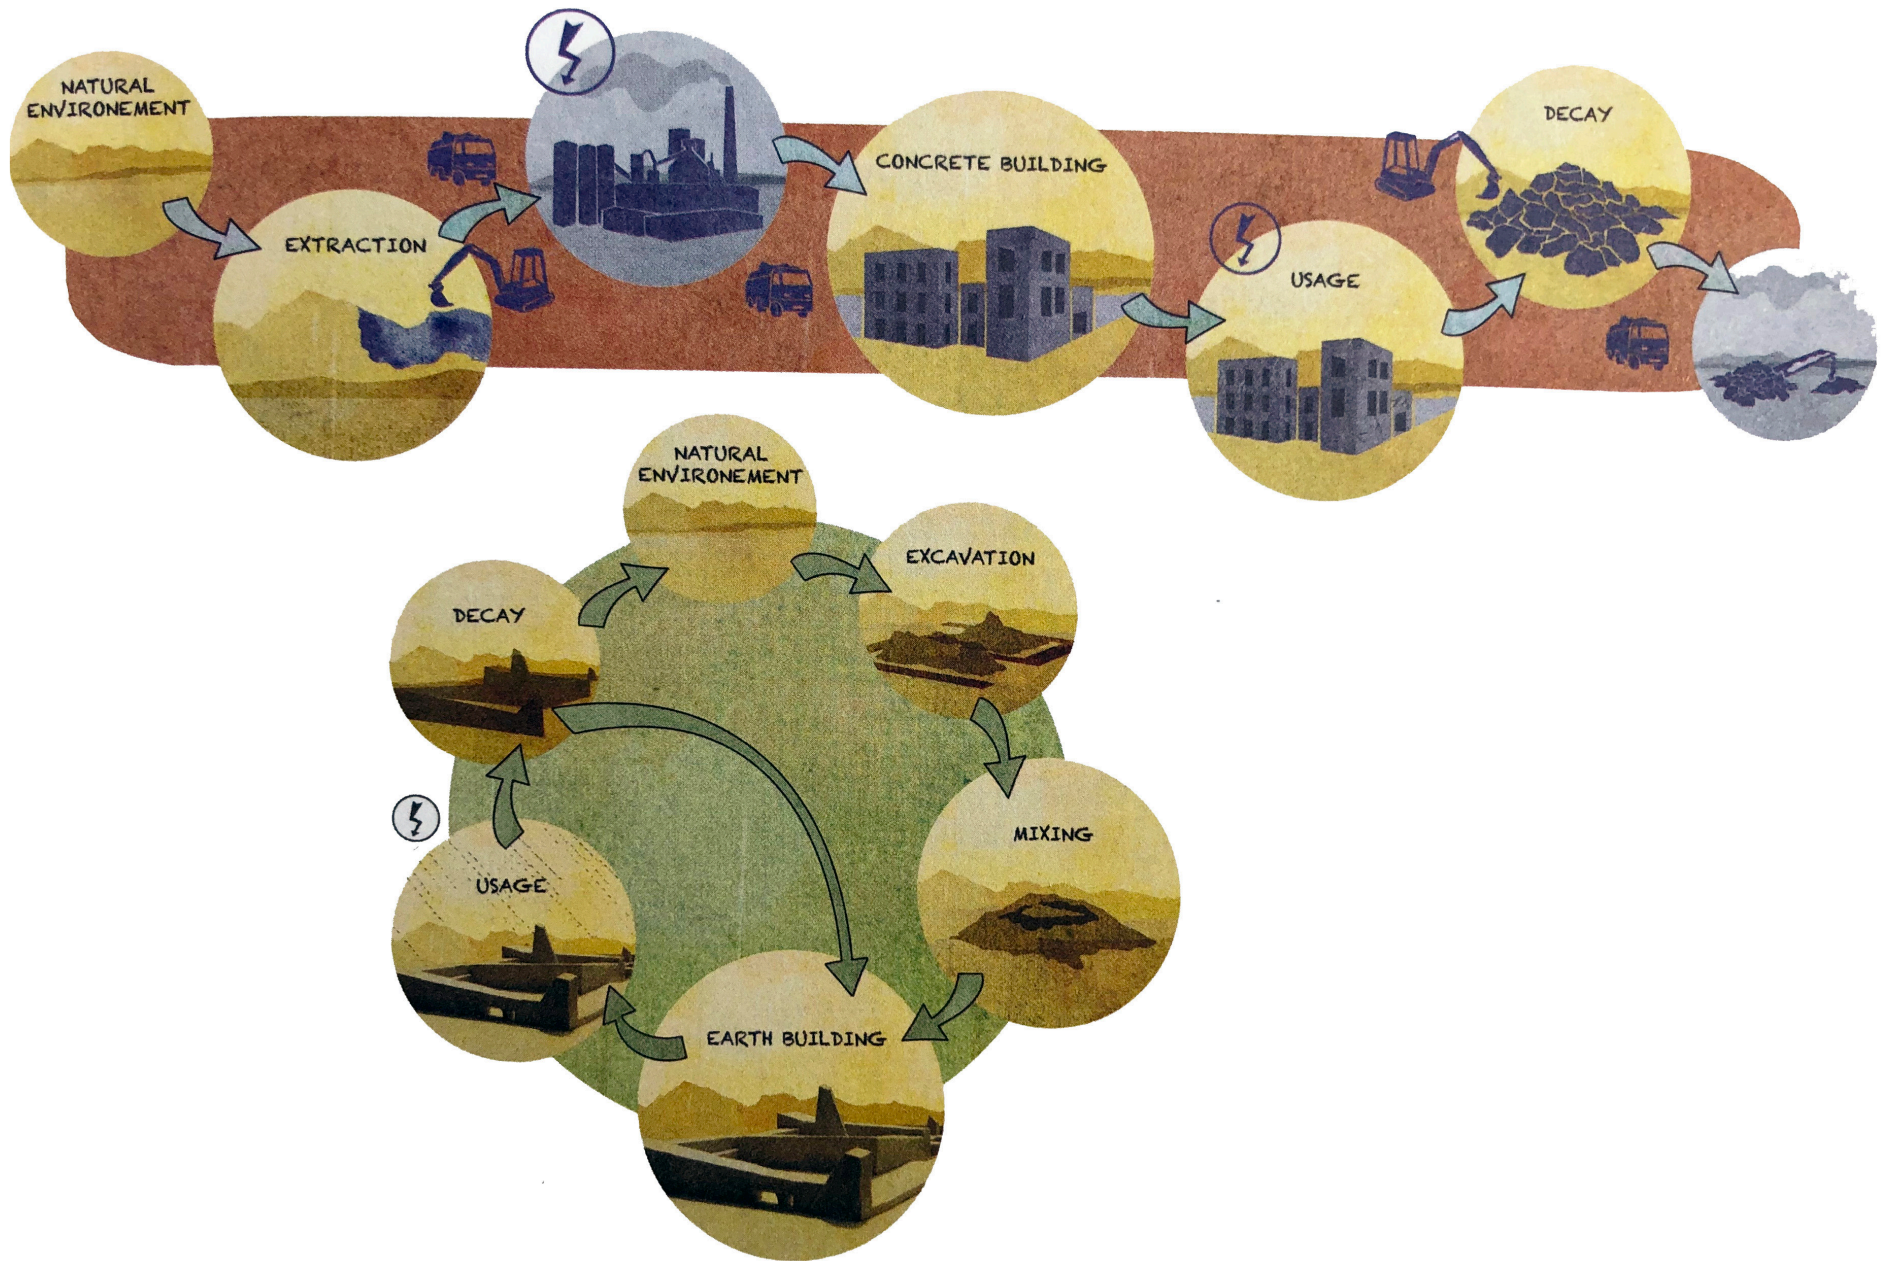 NATURAL
ENVIRONEMENT
EXTRACTION
CONCRETE BUILDING
USAGE
DECAY
NATURAL
ENVIRONEMENT
EXCAVATION
MIXING
EARTH BUILDING
USAGE
DECAY